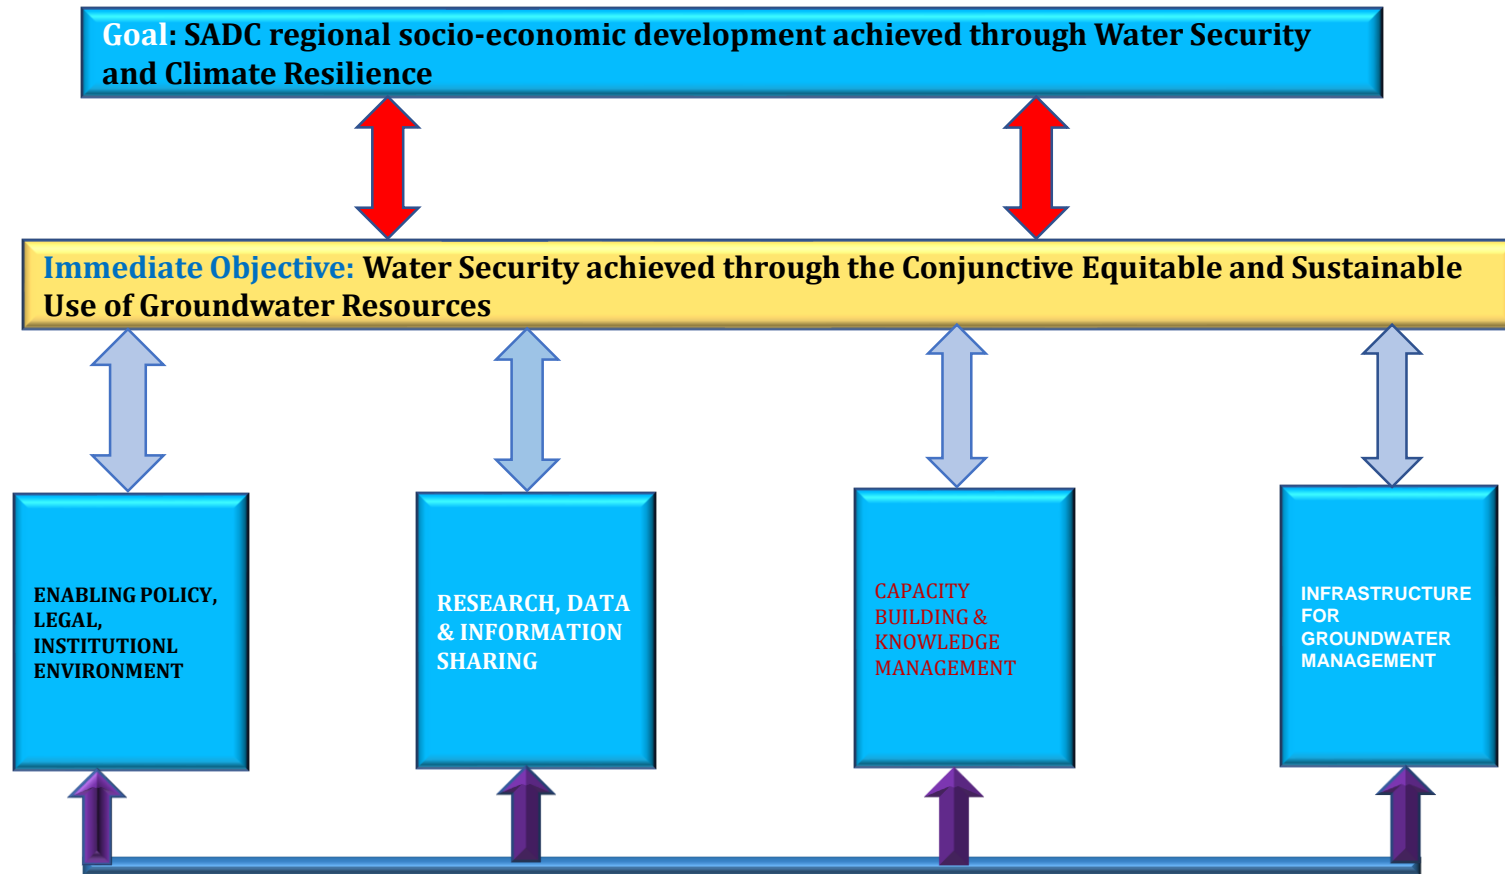 Goal: SADC regional socio-economic development achieved through Water Security
and Climate Resilience
Immediate Objective: Water Security achieved through the Conjunctive Equitable and Sustainable
Use of Groundwater Resources
ENABLING POLICY,
LEGAL,
INSTITUTIONL
ENVIRONMENT
RESEARCH, DATA
& INFORMATION
SHARING
CAPACITY
BUILDING &
KNOWLEDGE
MANAGEMENT
INFRASTRUCTURE
FOR
GROUNDWATER
MANAGEMENT